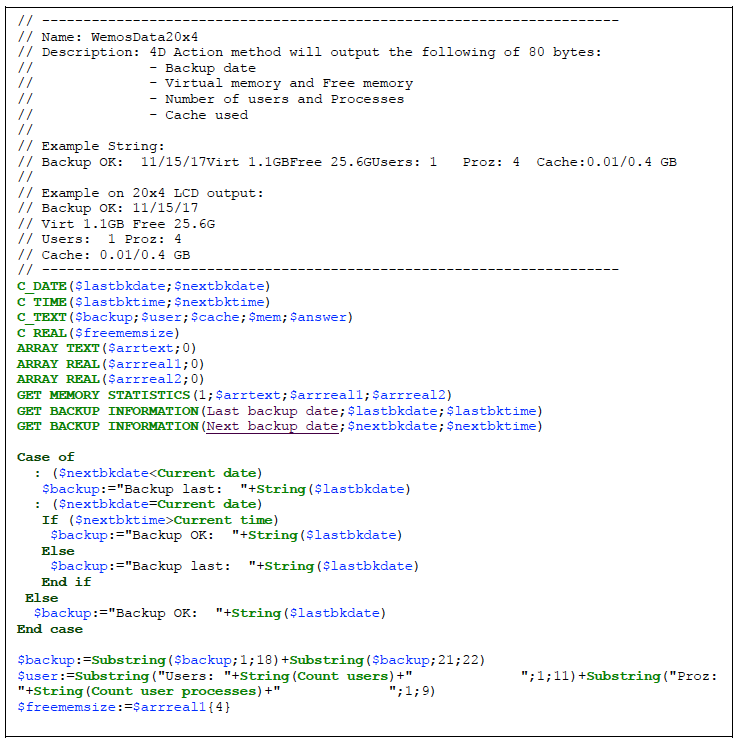 // ----------------------------------------------------------------------
// Name: WemosData20x4
// Description: 4D Action method will output the following of 80 bytes:
//              - Backup date
//              - Virtual memory and Free memory
//              - Number of users and Processes
//              - Cache used
//
// Example String:
// Backup OK:  11/15/17Virt 1.1GBFree 25.6GUsers: 1   Proz: 4  Cache:0.01/0.4 GB
//
// Example on 20x4 LCD output:
// Backup OK: 11/15/17
// Virt 1.1GB Free 25.6G
// Users:  1 Proz: 4
// Cache: 0.01/0.4 GB
// ----------------------------------------------------------------------
C_DATE($lastbkdate;$nextbkdate)
C_TIME($lastbktime;$nextbktime)
C_TEXT($backup;$user;$cache;$mem;$answer)
C_REAL($freememsize)
ARRAY TEXT($arrtext;0)
ARRAY REAL($arrreal1;0)
ARRAY REAL($arrreal2;0)
GET MEMORY STATISTICS(1;$arrtext;$arrreal1;$arrreal2)
GET BACKUP INFORMATION(Last backup date;$lastbkdate;$lastbktime)
GET BACKUP INFORMATION(Next backup date;$nextbkdate;$nextbktime)

Case of
  : ($nextbkdate<Current date)
   $backup:="Backup last:  "+String($lastbkdate)
  : ($nextbkdate=Current date)
   If ($nextbktime>Current time)
    $backup:="Backup OK:  "+String($lastbkdate)
   Else
    $backup:="Backup last:  "+String($lastbkdate)
   End if
 Else
  $backup:="Backup OK:  "+String($lastbkdate)
End case

$backup:=Substring($backup;1;18)+Substring($backup;21;22)
$user:=Substring("Users: "+String(Count users)+"             ";1;11)+Substring("Proz:
"+String(Count user processes)+"             ";1;9)
$freememsize:=$arrreal1{4}